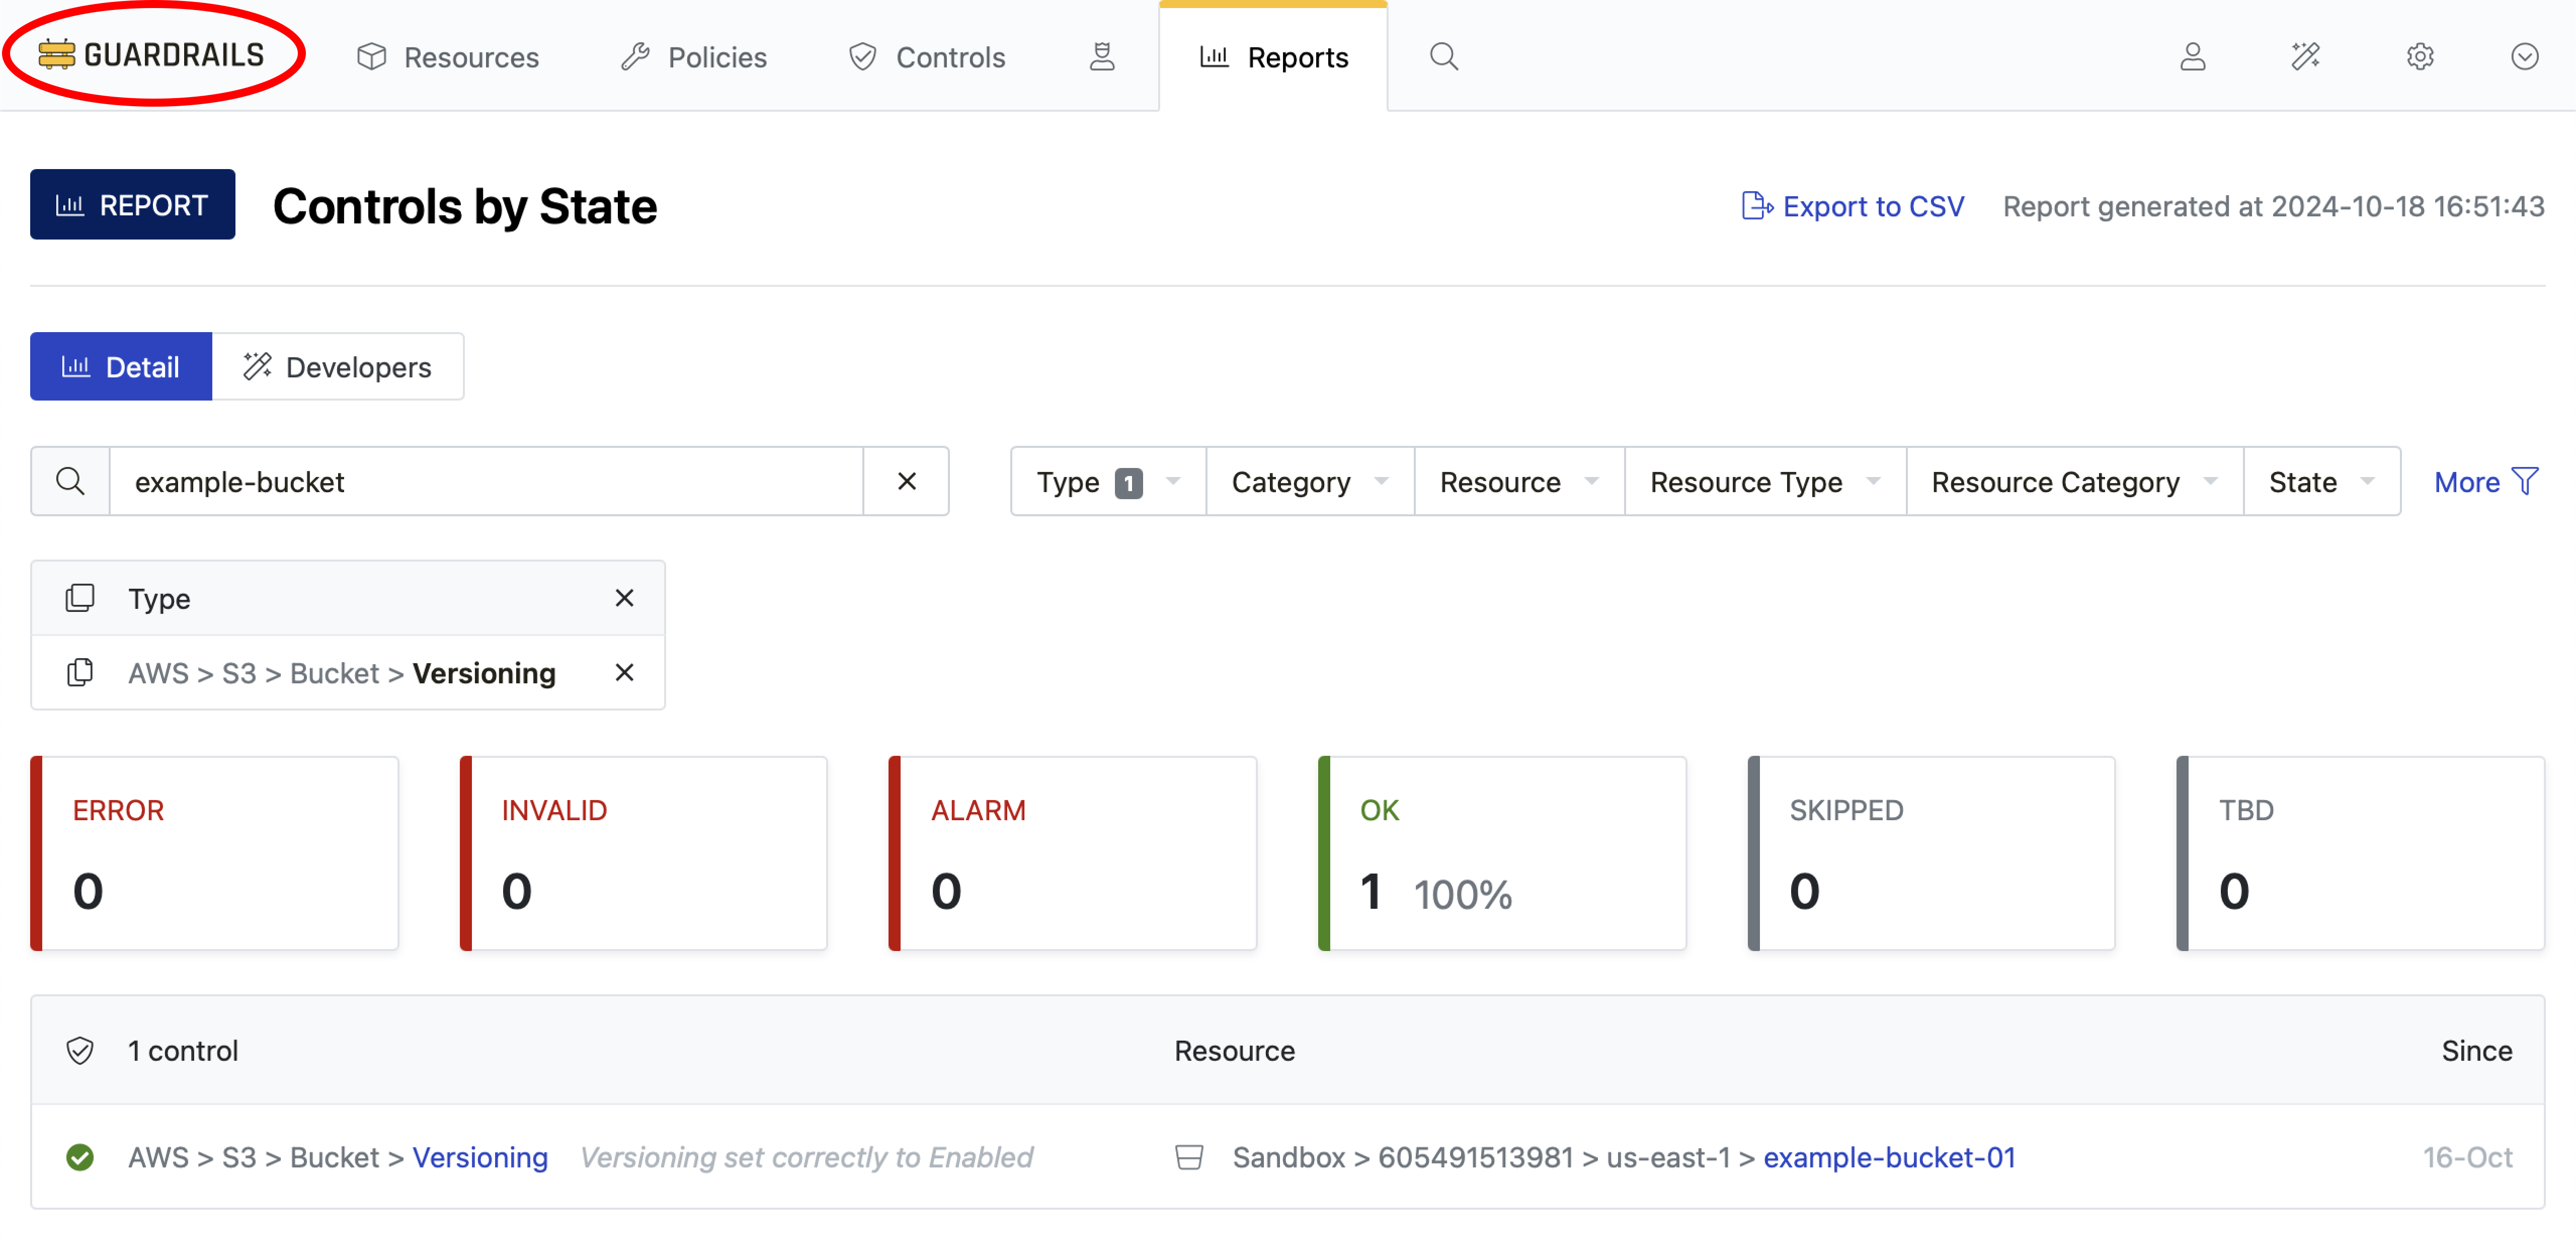 GUARDRAILS Resources Policies Controls Reports
REPORT Controls by State Export to CSV Report generated at 2024-10-18 16:51:43
Detail Developers
example-bucket Type 1 Category Resource Resource Type Resource Category State More
Type
AWS > S3 > Bucket > Versioning
ERROR INVALID ALARM OK SKIPPED TBD
0 0 0 1 100% 0 0
1 control Resource Since
AWS > S3 > Bucket > Versioning Versioning set correctly to Enabled Sandbox > 605491513981 > us-east-1 > example-bucket-01 16-Oct